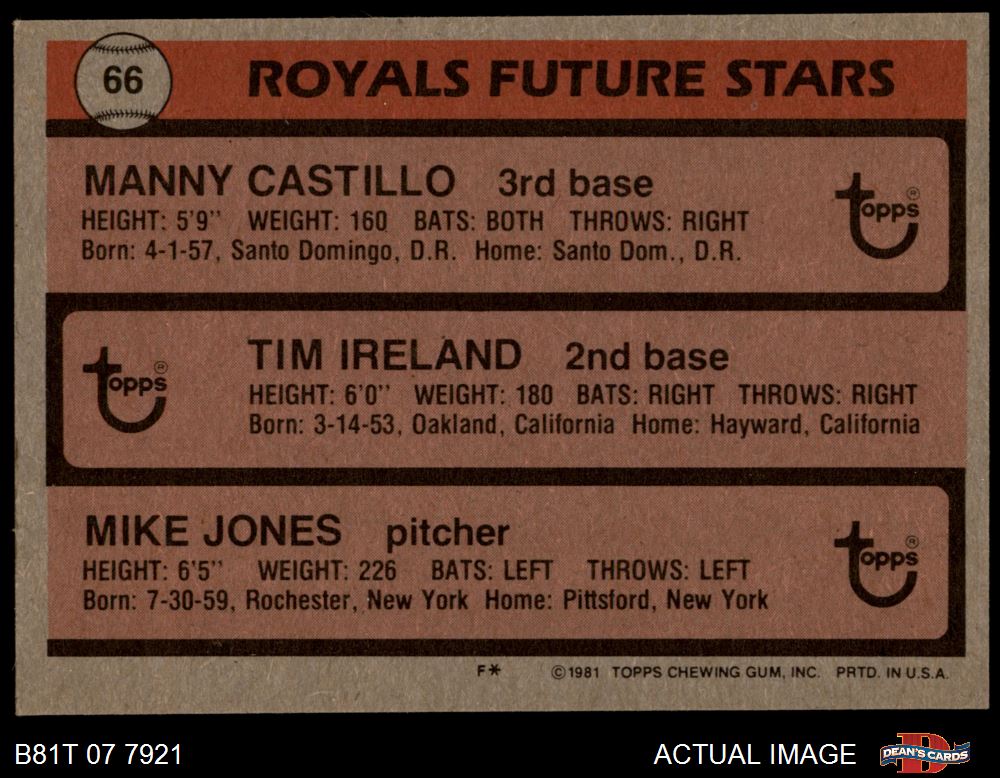 66 ROYALS FUTURE STARS
MANNY CASTILLO 3rd base
HEIGHT: 5'9" WEIGHT: 160 BATS: BOTH THROWS: RIGHT
Born: 4-1-57, Santo Domingo, D.R. Home: Santo Dom., D.R.
topps ®
TIM IRELAND 2nd base
HEIGHT: 6'0" WEIGHT: 180 BATS: RIGHT THROWS: RIGHT
Born: 3-14-53, Oakland, California Home: Hayward, California
topps ®
MIKE JONES pitcher
HEIGHT: 6'5" WEIGHT: 226 BATS: LEFT THROWS: LEFT
Born: 7-30-59, Rochester, New York Home: Pittsford, New York
topps ®
F* ©1981 TOPPS CHEWING GUM, INC. PRTD. IN U.S.A.
B81T 07 7921 ACTUAL IMAGE DEAN'S CARDS